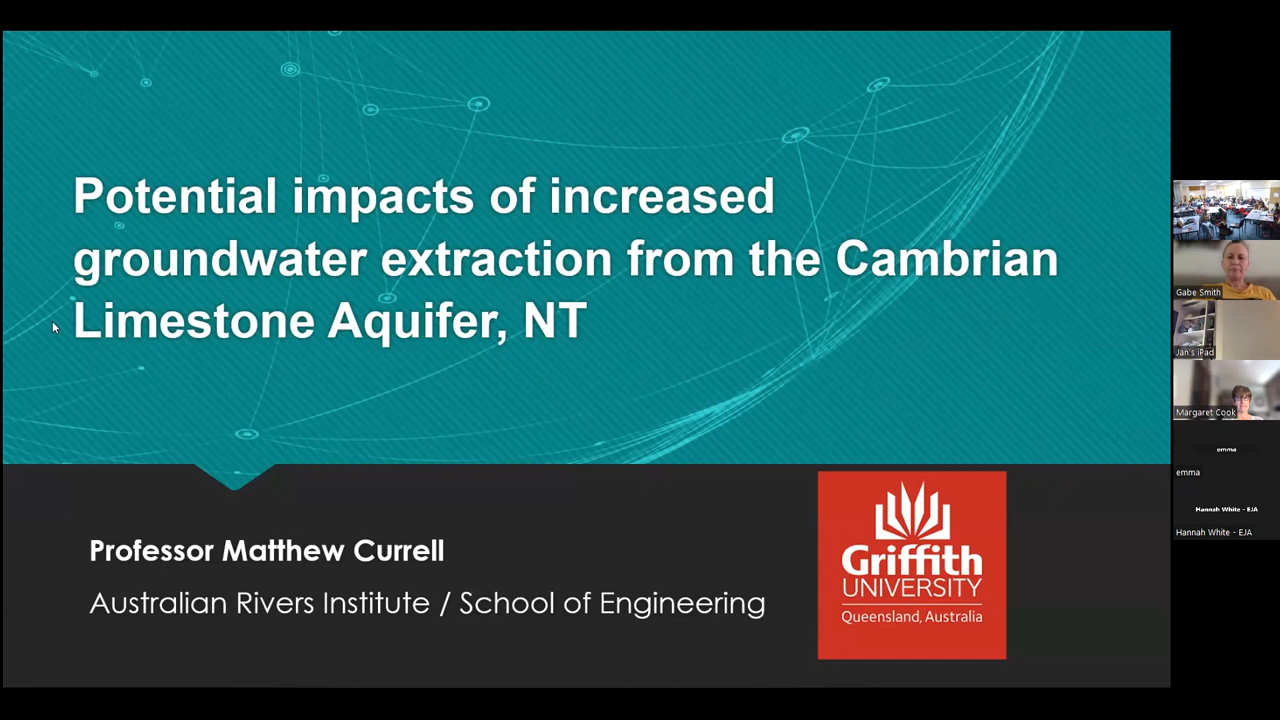 Potential impacts of increased
groundwater extraction from the Cambrian
Limestone Aquifer, NT
Professor Matthew Currell
Australian Rivers Institute / School of Engineering
Griffith
UNIVERSITY
Queensland, Australia
Gabe Smith
Jan's iPad
Margaret Cook
emma
emma
Hannah White - EJA
Hannah White - EJA